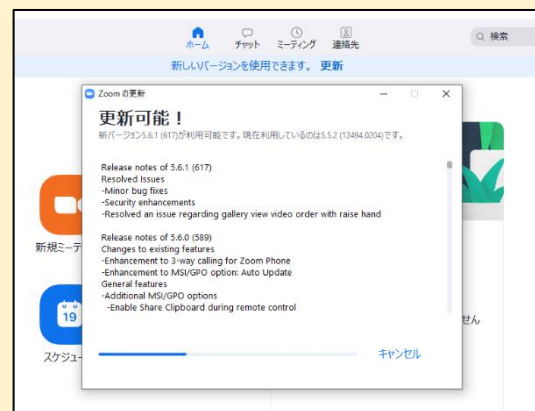 ホーム チャット ミーティング 連絡先 検索
新しいバージョンを使用できます。 更新
Zoom の更新
更新可能！
新バージョン5.6.1 (617)が利用可能です。現在利用しているのは5.5.2 (12494.0204)です。
Release notes of 5.6.1 (617)
Resolved Issues
-Minor bug fixes
-Security enhancements
-Resolved an issue regarding gallery view video order with raise hand
Release notes of 5.6.0 (589)
Changes to existing features
-Enhancement to 3-way calling for Zoom Phone
-Enhancement to MSI/GPO option: Auto Update
General features
-Additional MSI/GPO options
-Enable Share Clipboard during remote control
新規ミーテ
19
せん
スケジュー
キャンセル